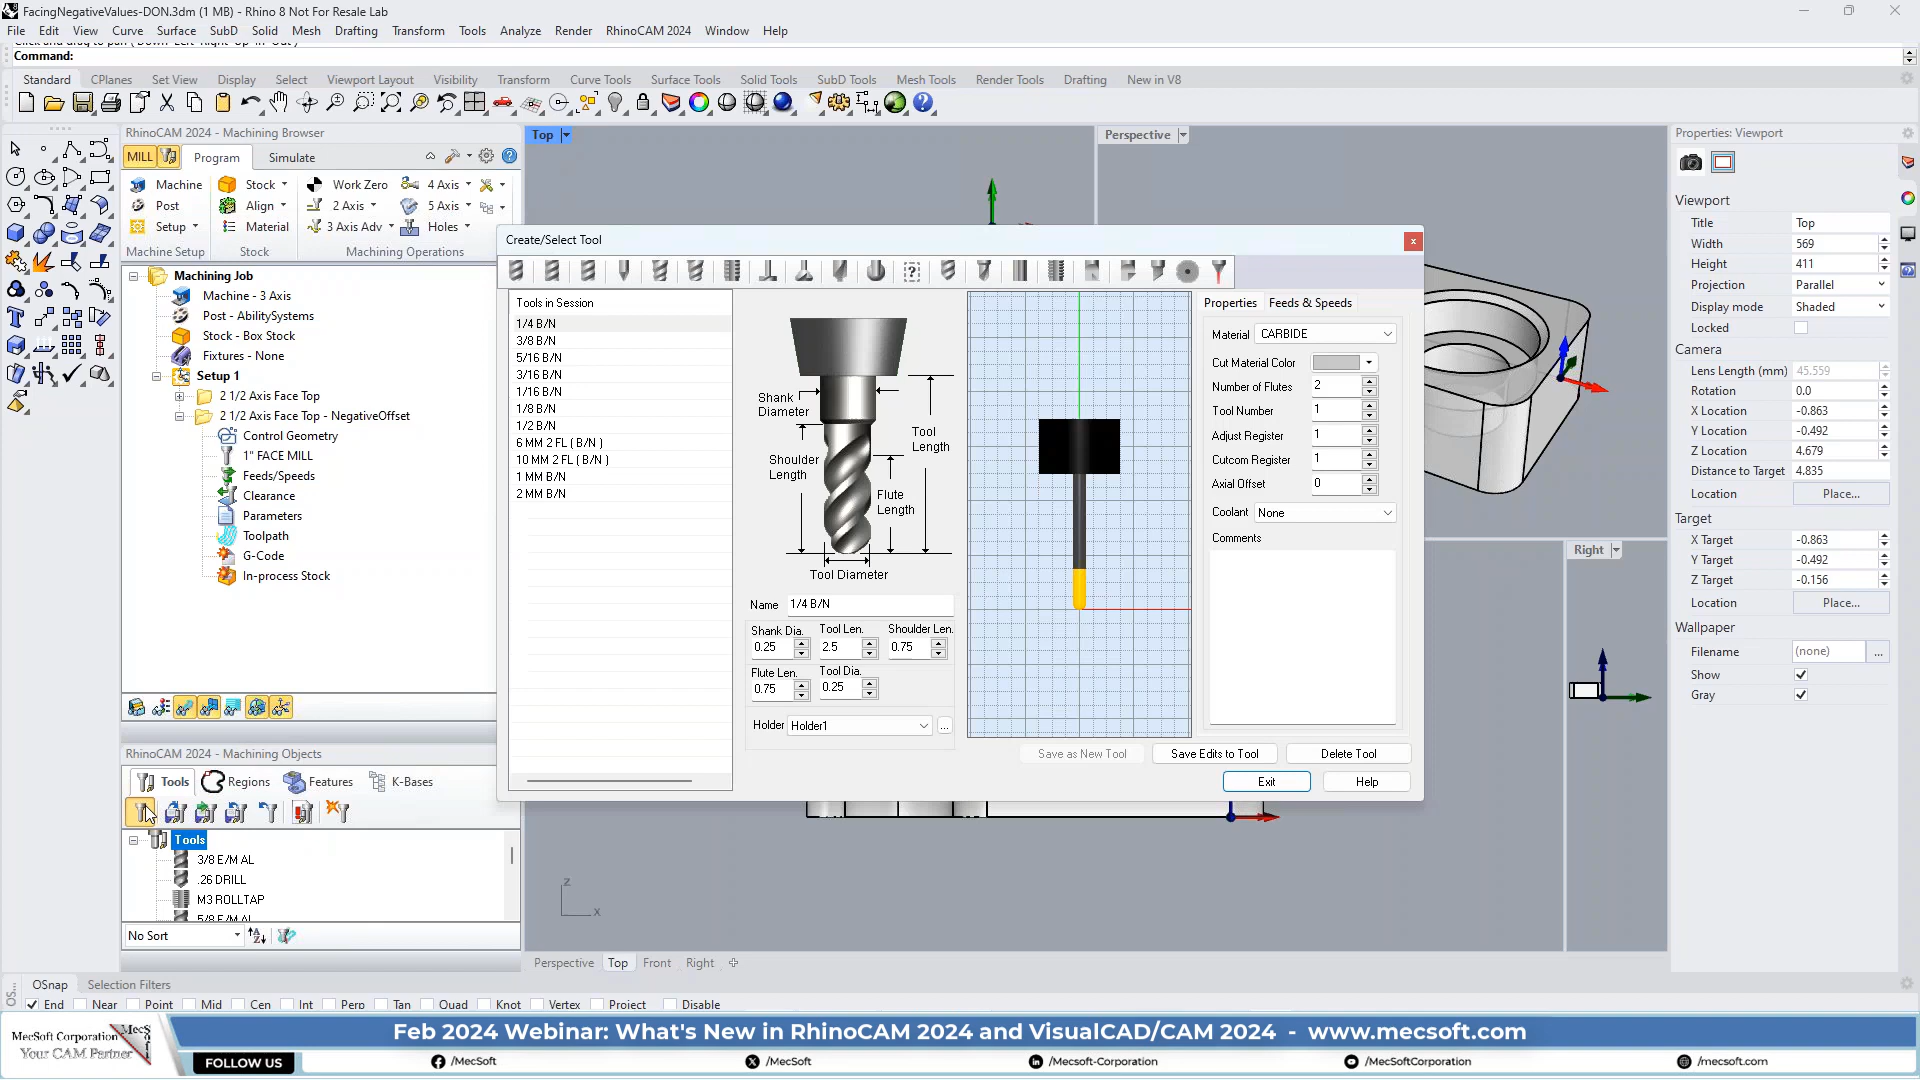 FacingNegativeValues-DON.3dm (1 MB) - Rhino 8 Not For Resale Lab
File Edit View Curve Surface SubD Solid Mesh Drafting Transform Tools Analyze Render RhinoCAM 2024 Window Help
Click and drag to pan ( Down Left Right Up In Out )
Command:
Standard CPlanes Set View Display Select Viewport Layout Visibility Transform Curve Tools Surface Tools Solid Tools SubD Tools Mesh Tools Render Tools Drafting New in V8
RhinoCAM 2024 - Machining Browser
MILL Program Simulate
Machine Stock Work Zero 4 Axis
Post Align 2 Axis 5 Axis
Setup Material 3 Axis Adv Holes
Machine Setup Stock Machining Operations
Machining Job
Machine - 3 Axis
Post - AbilitySystems
Stock - Box Stock
Fixtures - None
Setup 1
2 1/2 Axis Face Top
2 1/2 Axis Face Top - NegativeOffset
Control Geometry
1" FACE MILL
Feeds/Speeds
Clearance
Parameters
Toolpath
G-Code
In-process Stock
RhinoCAM 2024 - Machining Objects
Tools Regions Features K-Bases
Tools
3/8 E/M AL
.26 DRILL
M3 ROLLTAP
5/8 E/M AL
No Sort
Top
Perspective
Right
Create/Select Tool
Tools in Session
1/4 B/N
3/8 B/N
5/16 B/N
3/16 B/N
1/16 B/N
1/8 B/N
1/2 B/N
6 MM 2 FL ( B/N )
10 MM 2 FL ( B/N )
1 MM B/N
2 MM B/N
Shank Diameter
Tool Length
Shoulder Length
Flute Length
Tool Diameter
Name 1/4 B/N
Shank Dia. Tool Len. Shoulder Len.
0.25 2.5 0.75
Flute Len. Tool Dia.
0.75 0.25
Holder Holder1 ...
Properties Feeds & Speeds
Material CARBIDE
Cut Material Color
Number of Flutes 2
Tool Number 1
Adjust Register 1
Cutcom Register 1
Axial Offset 0
Coolant None
Comments
Save as New Tool Save Edits to Tool Delete Tool
Exit Help
z
x
Perspective Top Front Right
Properties: Viewport
Viewport
Title Top
Width 569
Height 411
Projection Parallel
Display mode Shaded
Locked
Camera
Lens Length (mm) 45.559
Rotation 0.0
X Location -0.863
Y Location -0.492
Z Location 4.679
Distance to Target 4.835
Location Place...
Target
X Target -0.863
Y Target -0.492
Z Target -0.156
Location Place...
Wallpaper
Filename (none) ...
Show
Gray
OS... OSnap Selection Filters
End Near Point Mid Cen Int Perp Tan Quad Knot Vertex Project Disable
MecSoft Corporation MecS
Your CAM Partner
Feb 2024 Webinar: What's New in RhinoCAM 2024 and VisualCAD/CAM 2024 - www.mecsoft.com
FOLLOW US /MecSoft /MecSoft /Mecsoft-Corporation /MecSoftCorporation /mecsoft.com